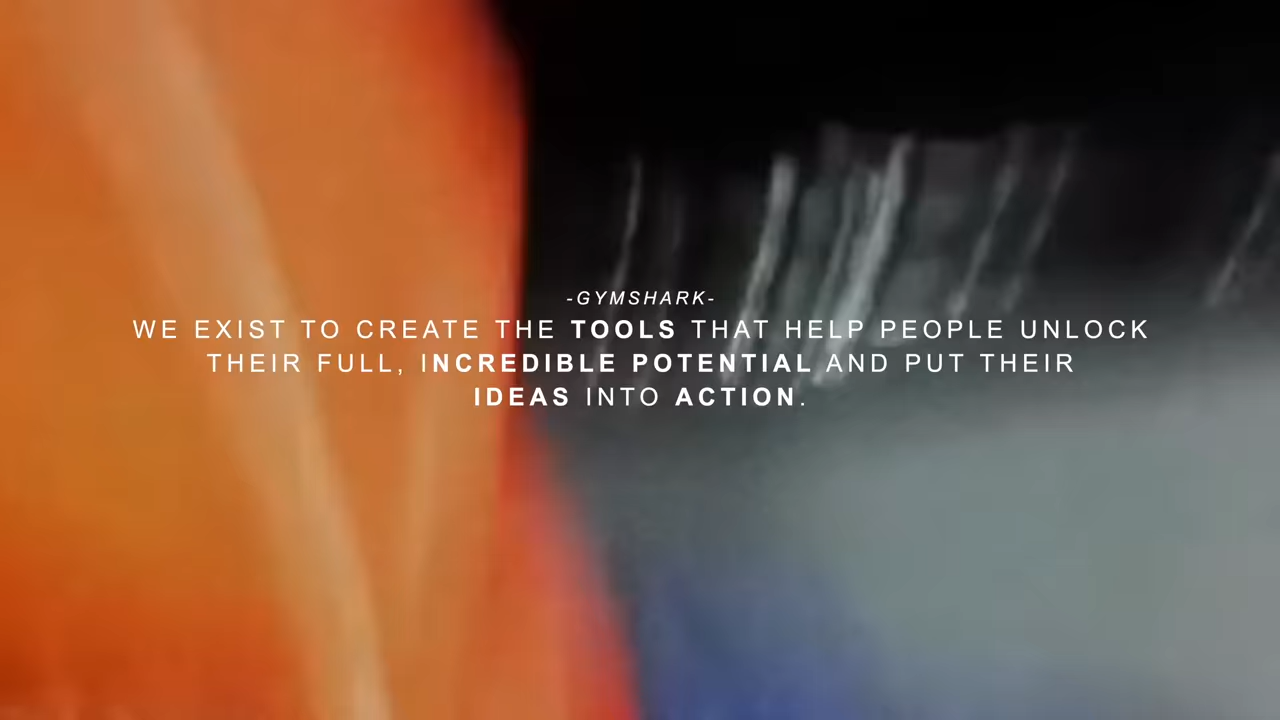 -GYMSHARK-
WE EXIST TO CREATE THE TOOLS THAT HELP PEOPLE UNLOCK
THEIR FULL, INCREDIBLE POTENTIAL AND PUT THEIR
IDEAS INTO ACTION.